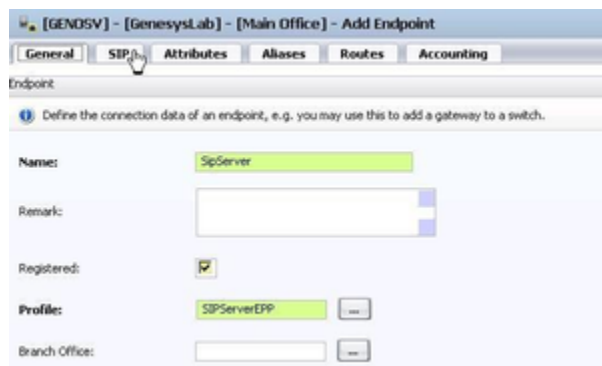 [GENOSV] - [GenesysLab] - [Main Office] - Add Endpoint
General SIP Attributes Aliases Routes Accounting
Endpoint
Define the connection data of an endpoint, e.g. you may use this to add a gateway to a switch.
Name: SipServer
Remark:
Registered:
Profile: SIPServerEPP ...
Branch Office: ...